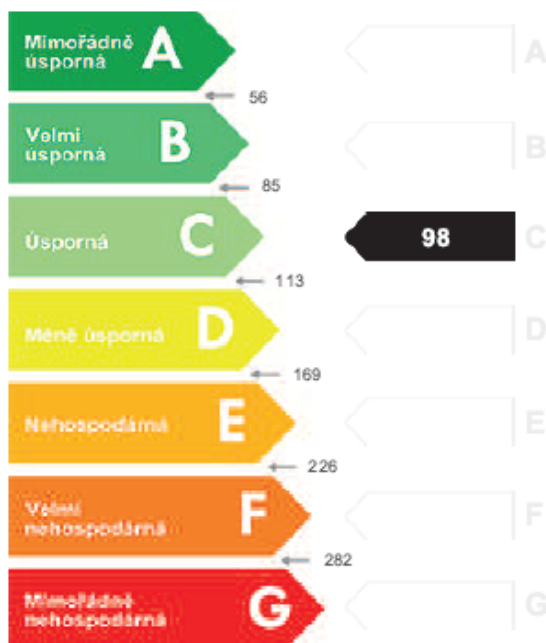 Mimořádně
úsporná
A
A
56
Velmi
úsporná
B
B
85
Úsporná
C
98
C
113
Méně úsporná
D
D
169
Nehospodárná
E
E
226
Velmi
nehospodárná
F
F
282
Mimořádně
nehospodárná
G
G